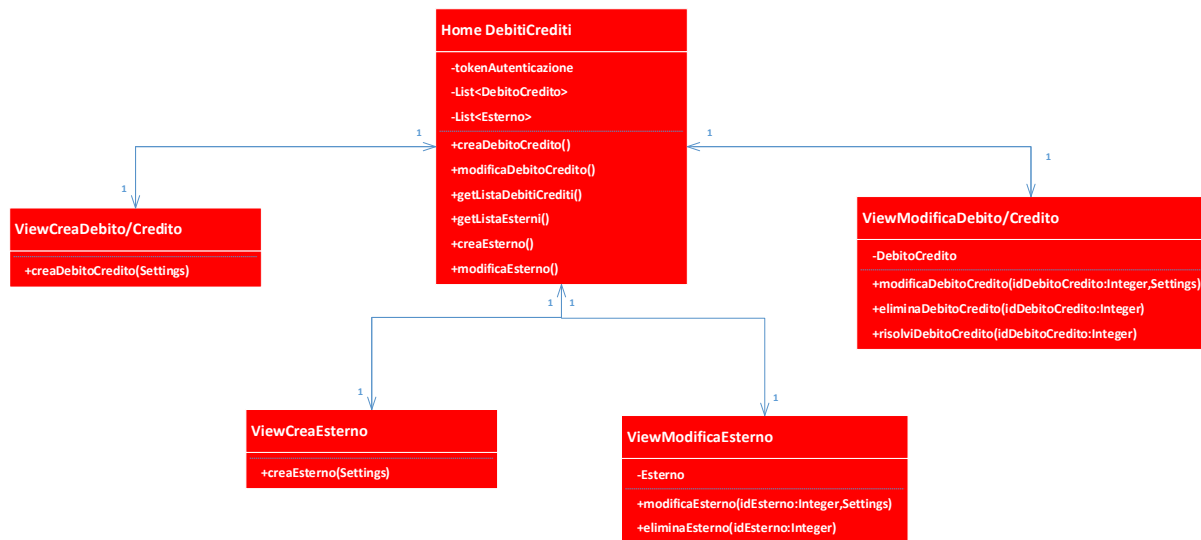 Home DebitiCrediti
-tokenAutenticazione
-List<DebitoCredito>
-List<Esterno>
+creaDebitoCredito()
+modificaDebitoCredito()
+getListaDebitiCrediti()
+getListaEsterni()
+creaEsterno()
+modificaEsterno()
1
1
1
1
ViewCreaDebito/Credito
+creaDebitoCredito(Settings)
ViewModificaDebito/Credito
-DebitoCredito
+modificaDebitoCredito(idDebitoCredito:Integer,Settings)
+eliminaDebitoCredito(idDebitoCredito:Integer)
+risolviDebitoCredito(idDebitoCredito:Integer)
1 1
1
1
ViewCreaEsterno
+creaEsterno(Settings)
ViewModificaEsterno
-Esterno
+modificaEsterno(idEsterno:Integer,Settings)
+eliminaEsterno(idEsterno:Integer)